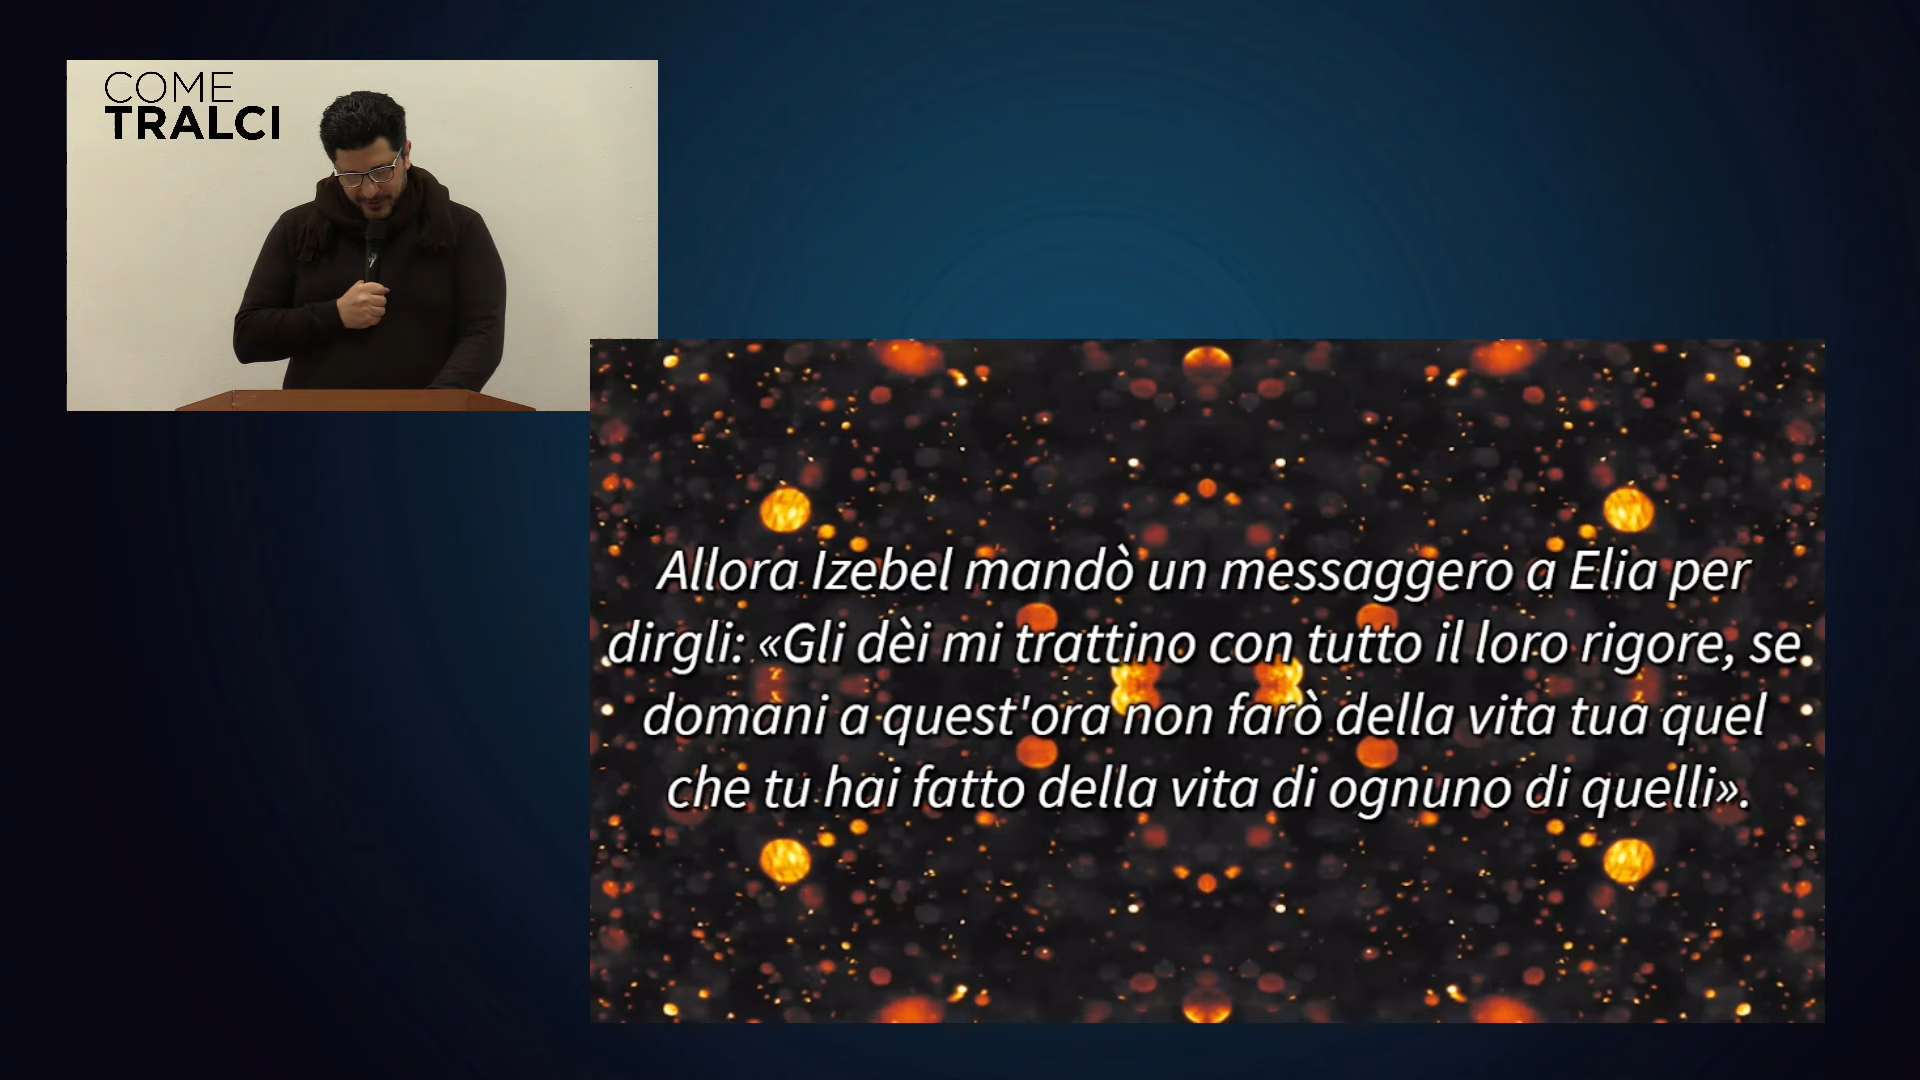 COME
TRALCI
Allora Izebel mandò un messaggero a Elia per
dirgli: «Gli dèi mi trattino con tutto il loro rigore, se
domani a quest'ora non farò della vita tua quel
che tu hai fatto della vita di ognuno di quelli».